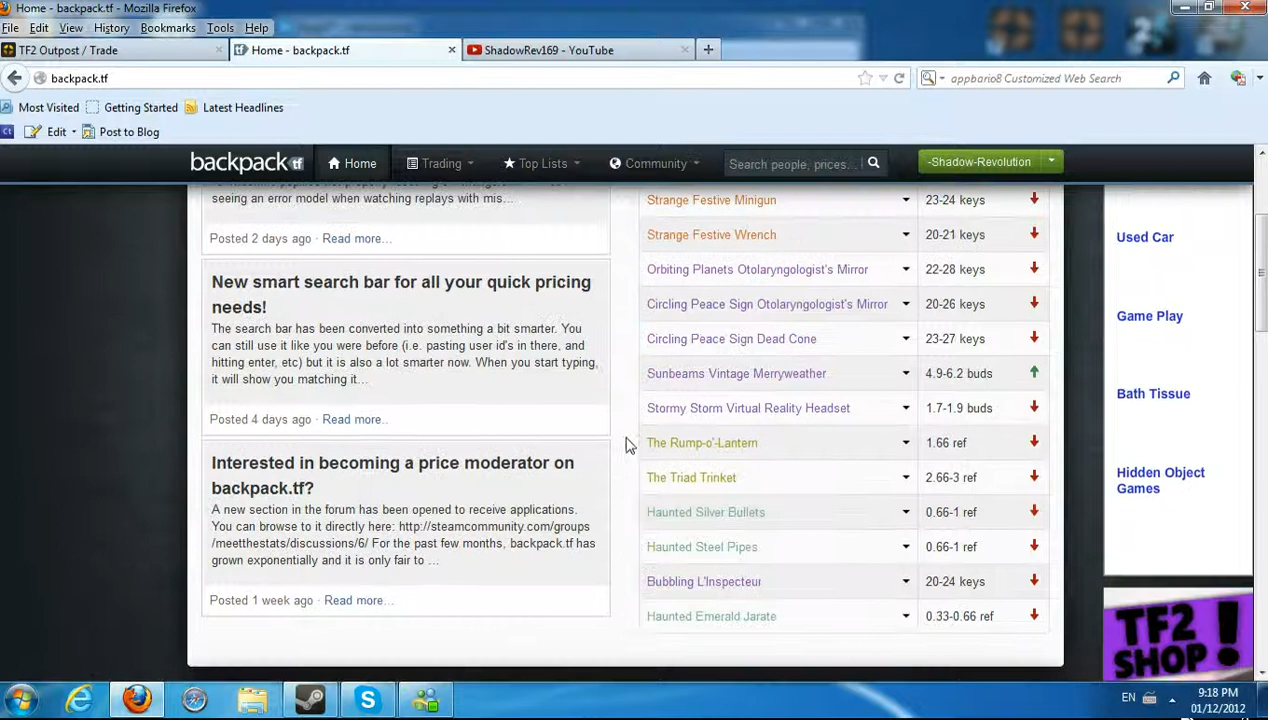 Home - backpack.tf - Mozilla Firefox
File Edit View History Bookmarks Tools Help
TF2 Outpost / Trade
Home - backpack.tf
ShadowRev169 - YouTube
backpack.tf
appbario8 Customized Web Search
Most Visited Getting Started Latest Headlines
Ct Edit Post to Blog
backpack tf Home Trading Top Lists Community Search people, prices... -Shadow-Revolution
seeing an error model when watching replays with mis...
Posted 2 days ago · Read more...
New smart search bar for all your quick pricing
needs!
The search bar has been converted into something a bit smarter. You
can still use it like you were before (i.e. pasting user id's in there, and
hitting enter, etc) but it is also a lot smarter now. When you start typing,
it will show you matching it...
Posted 4 days ago · Read more..
Interested in becoming a price moderator on
backpack.tf?
A new section in the forum has been opened to receive applications.
You can browse to it directly here: http://steamcommunity.com/groups
/meetthestats/discussions/6/ For the past few months, backpack.tf has
grown exponentially and it is only fair to ...
Posted 1 week ago · Read more...
Strange Festive Minigun 23-24 keys
Strange Festive Wrench 20-21 keys
Orbiting Planets Otolaryngologist's Mirror 22-28 keys
Circling Peace Sign Otolaryngologist's Mirror 20-26 keys
Circling Peace Sign Dead Cone 23-27 keys
Sunbeams Vintage Merryweather 4.9-6.2 buds
Stormy Storm Virtual Reality Headset 1.7-1.9 buds
The Rump-o'-Lantern 1.66 ref
The Triad Trinket 2.66-3 ref
Haunted Silver Bullets 0.66-1 ref
Haunted Steel Pipes 0.66-1 ref
Bubbling L'Inspecteur 20-24 keys
Haunted Emerald Jarate 0.33-0.66 ref
Used Car
Game Play
Bath Tissue
Hidden Object
Games
TF2
SHOP!
EN
9:18 PM
01/12/2012